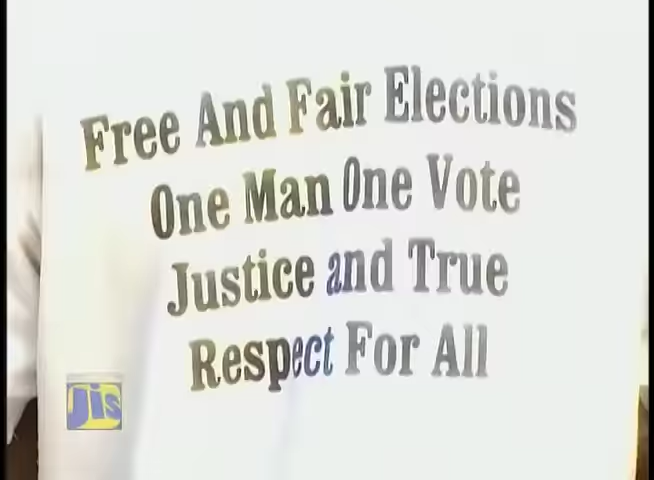 Free And Fair Elections
One Man One Vote
Justice and True
Respect For All
Jis